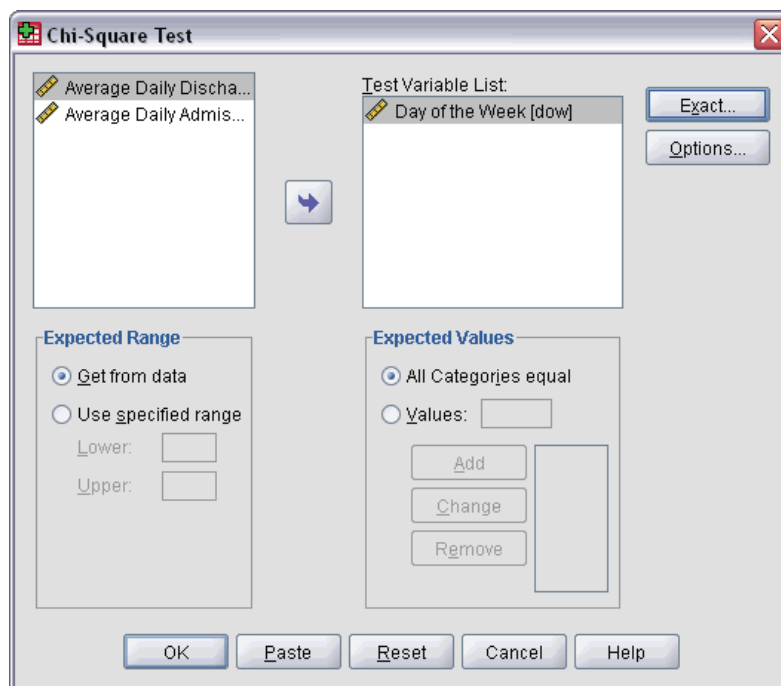 Chi-Square Test
Average Daily Discha...
Average Daily Admis...
Test Variable List:
Day of the Week [dow]
Exact...
Options...
Expected Range
Get from data
Use specified range
Lower:
Upper:
Expected Values
All Categories equal
Values:
Add
Change
Remove
OK
Paste
Reset
Cancel
Help